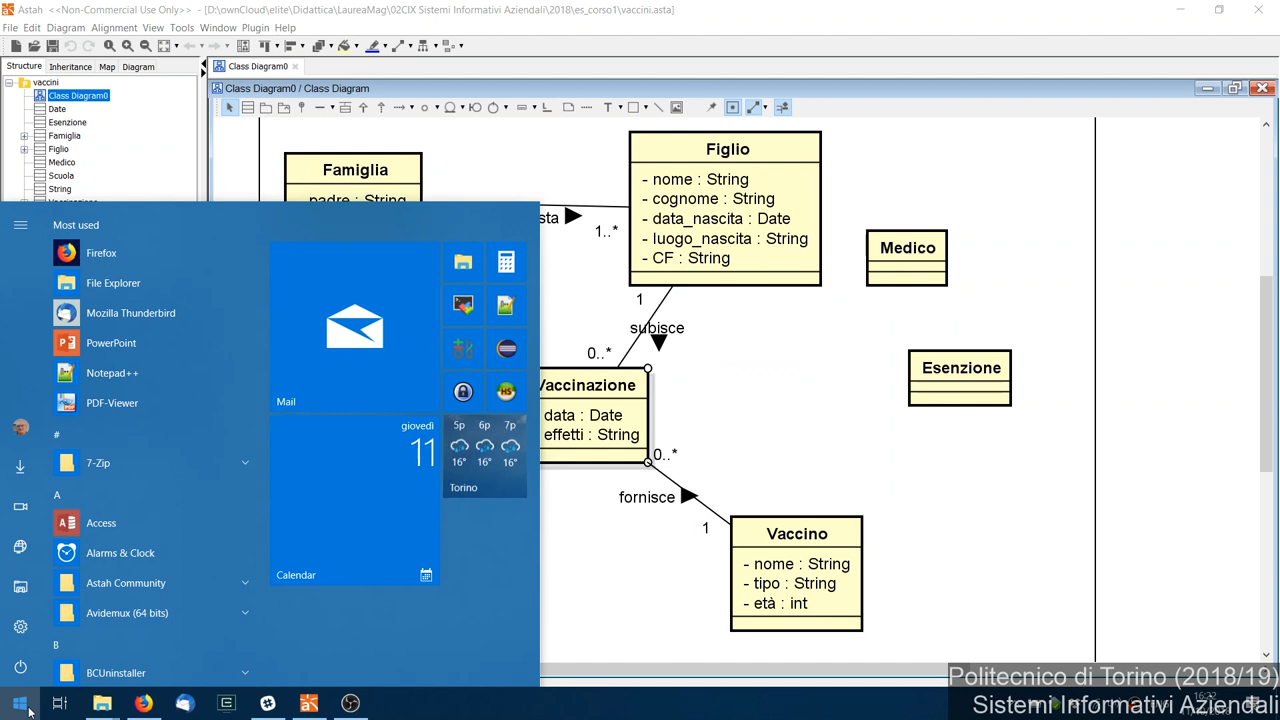 Astah <<Non-Commercial Use Only>> - [D:\ownCloud\elite\Didattica\LaureaMag\02CIX Sistemi Informativi Aziendali\2018\es_corso1\vaccini.asta]
File Edit Diagram Alignment View Tools Window Plugin Help
Structure Inheritance Map Diagram
Class Diagram0
vaccini
Class Diagram0
Date
Esenzione
Famiglia
Figlio
Medico
Scuola
String
Class Diagram0 / Class Diagram
Famiglia
padre : String
Figlio
- nome : String
- cognome : String
- data_nascita : Date
- luogo_nascita : String
- CF : String
sta
1..*
Medico
1
subisce
0..*
Esenzione
Vaccinazione
data : Date
effetti : String
0..*
fornisce
1
Vaccino
- nome : String
- tipo : String
- età : int
Most used
Firefox
File Explorer
Mozilla Thunderbird
PowerPoint
Notepad++
PDF-Viewer
#
7-Zip
A
Access
Alarms & Clock
Astah Community
Avidemux (64 bits)
B
BCUninstaller
Mail
giovedì
11
Calendar
5p 6p 7p
16° 16° 16°
Torino
HS
Politecnico di Torino (2018/19)
Sistemi Informativi Aziendali
16:22